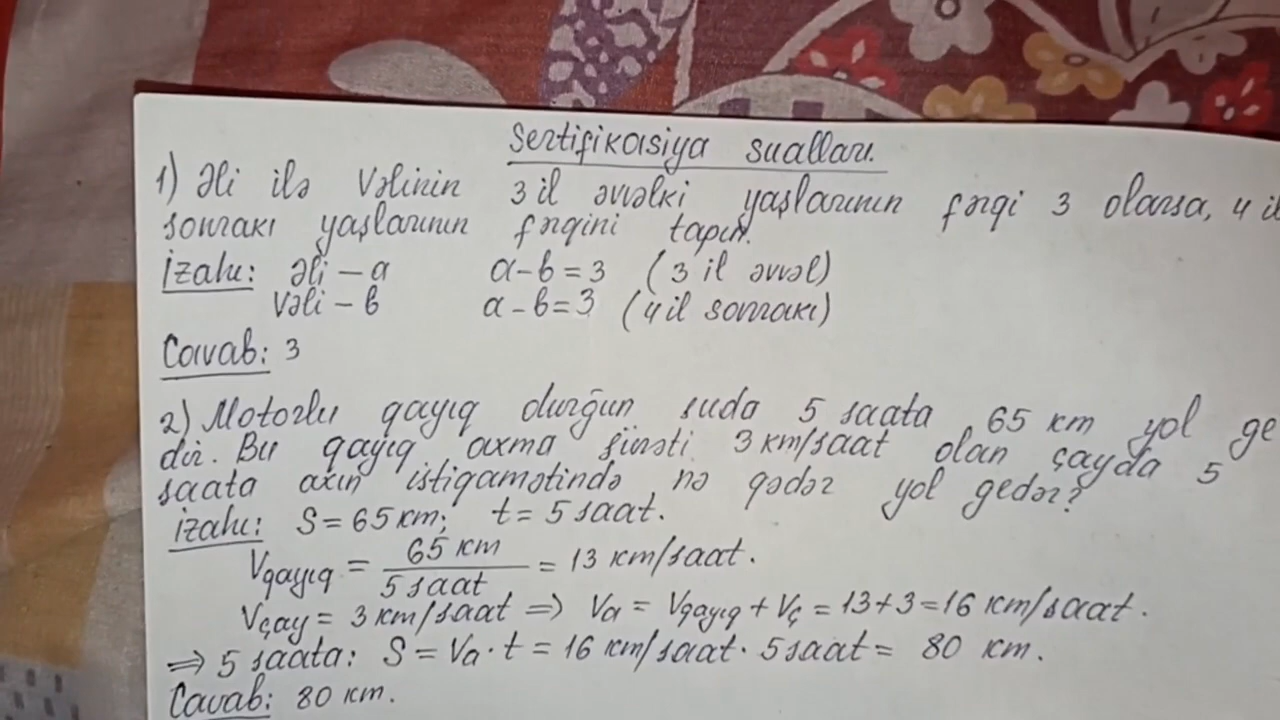 Sertifikasiya sualları.
1) Əli ilə Vəlinin 3 il əvvəlki yaşlarının fərqi 3 olarsa, 4 il
sonrakı yaşlarının fərqini tapın.
İzahı: Əli – a a-b=3 (3 il əvvəl)
Vəli – b a-b=3 (4 il sonrakı)
Cavab: 3
2) Motorlu qayıq durğun suda 5 saata 65 km yol ge
dir. Bu qayıq axma sürəti 3 km/saat olan çayda 5
saata axın istiqamətində nə qədər yol gedər?
İzahı: S=65 km; t=5 saat.
Vqayıq = 65 km / 5 saat = 13 km/saat.
Vçay = 3 km/saat ⇒ Va = Vqayıq + Vç = 13+3=16 km/saat.
⇒ 5 saata: S = Va·t = 16 km/saat · 5 saat = 80 km.
Cavab: 80 km.